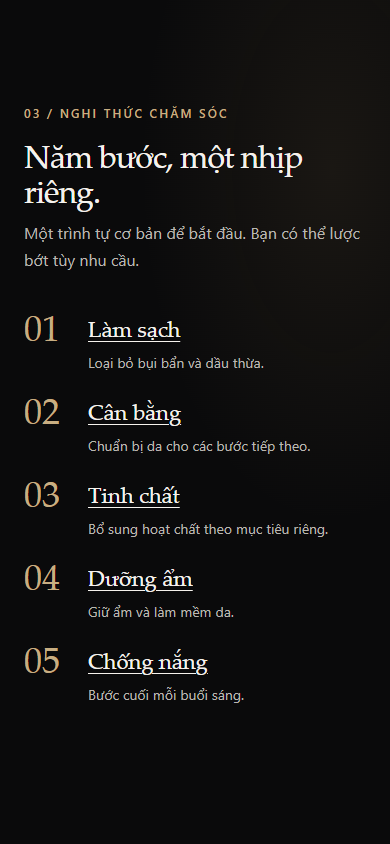 03 / NGHI THỨC CHĂM SÓC
Năm bước, một nhịp
riêng.
Một trình tự cơ bản để bắt đầu. Bạn có thể lược
bớt tùy nhu cầu.
01 Làm sạch
Loại bỏ bụi bẩn và dầu thừa.
02 Cân bằng
Chuẩn bị da cho các bước tiếp theo.
03 Tinh chất
Bổ sung hoạt chất theo mục tiêu riêng.
04 Dưỡng ẩm
Giữ ẩm và làm mềm da.
05 Chống nắng
Bước cuối mỗi buổi sáng.